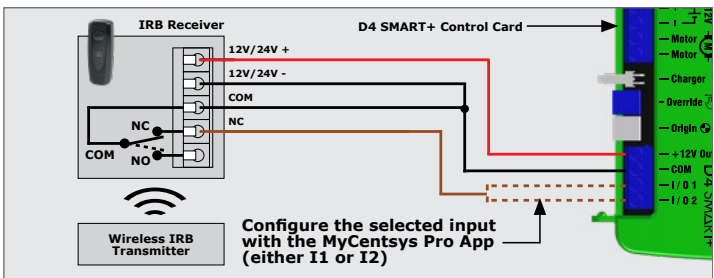 IRB Receiver
D4 SMART+ Control Card
12V/24V +
12V/24V -
COM
NC
NC
COM
NO
Wireless IRB
Transmitter
Configure the selected input
with the MyCentsys Pro App
(either I1 or I2)
12V
Motor
Motor
M
Charger
Override
Origin
+12V Out
COM
I/O 1
I/O 2
D4 SMART+